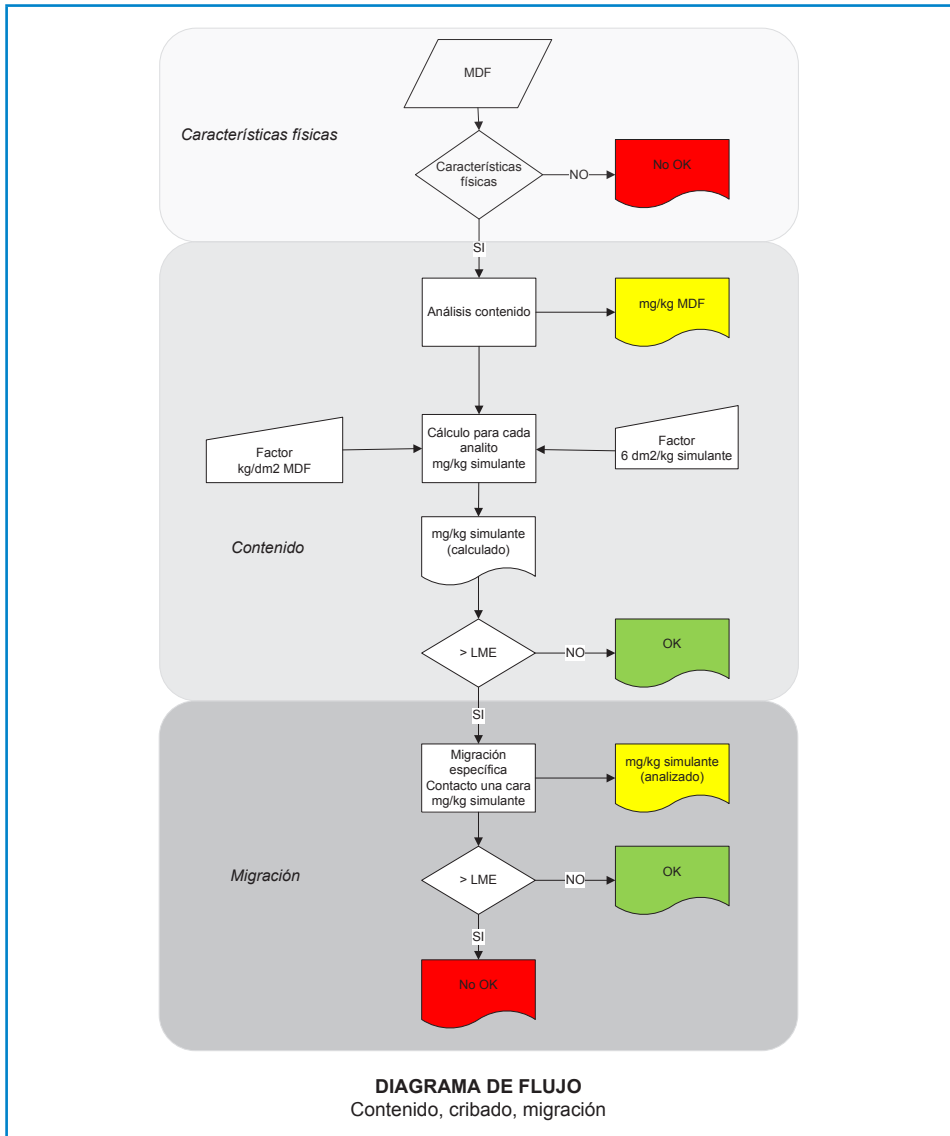 MDF
Características físicas
Características
físicas
NO
No OK
SI
Análisis contenido
mg/kg MDF
Factor
kg/dm2 MDF
Cálculo para cada
analito
mg/kg simulante
Factor
6 dm2/kg simulante
Contenido
mg/kg simulante
(calculado)
> LME
NO
OK
SI
Migración
específica
Contacto una cara
mg/kg simulante
mg/kg simulante
(analizado)
Migración
> LME
NO
OK
SI
No OK
DIAGRAMA DE FLUJO
Contenido, cribado, migración